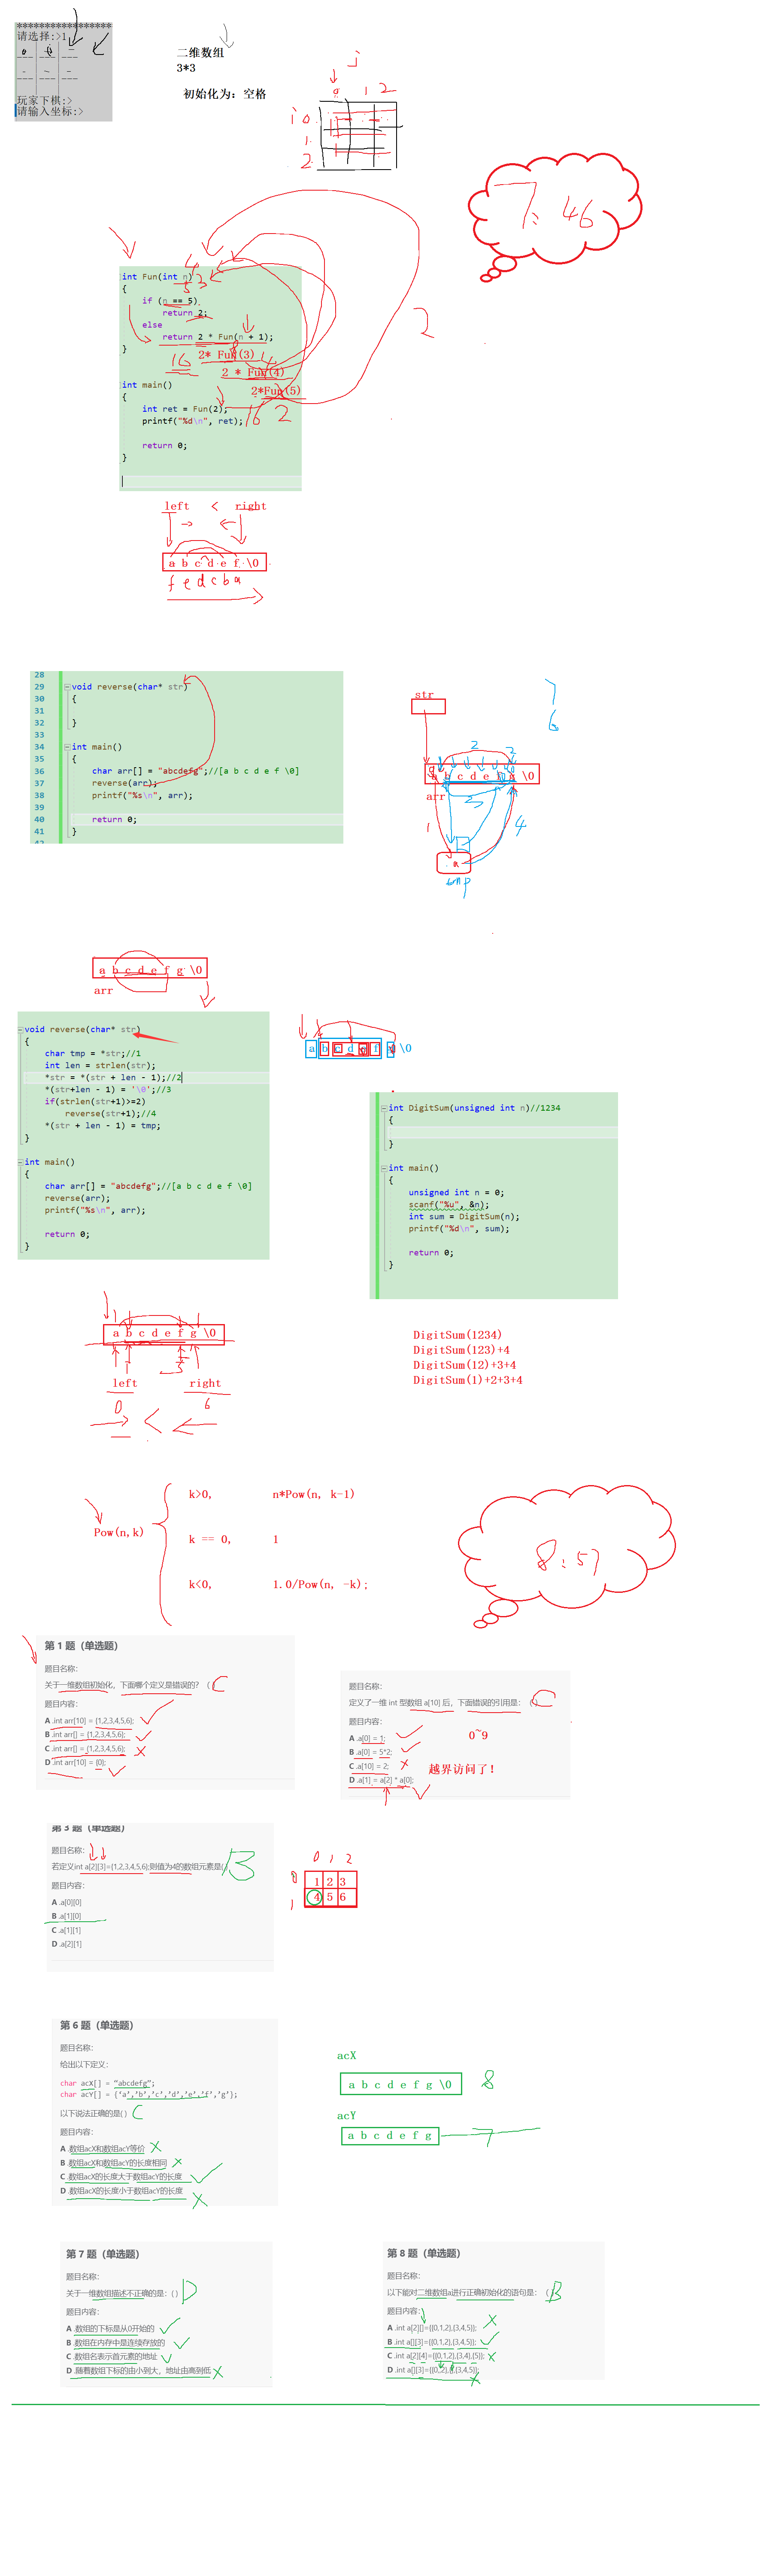 ******************
请选择:>1
玩家下棋:>
请输入坐标:>
二维数组
3*3
初始化为：空格
j
0 1 2
i 0
1
2
7:46
int Fun(int n)
{
if (n == 5)
return 2;
else
return 2 * Fun(n + 1);
}
16 2* Fun(3)
2 * Fun(4)
2*Fun(5)
int main()
{
int ret = Fun(2);
printf("%d\n", ret);
return 0;
}
16 2
2
left < right
a b c d e f \0
f e d c b a
28
29 void reverse(char* str)
30 {
31
32 }
33
34 int main()
35 {
36 char arr[] = "abcdefg";//[a b c d e f \0]
37 reverse(arr);
38 printf("%s\n", arr);
39
40 return 0;
41 }
str
7
6
2 2
a b c d e f g \0
arr
3
1 4
a
tmp
a b c d e f g \0
arr
void reverse(char* str)
{
char tmp = *str;//1
int len = strlen(str);
*str = *(str + len - 1);//2
*(str+len - 1) = '\0';//3
if(strlen(str+1)>=2)
reverse(str+1);//4
*(str + len - 1) = tmp;
}
int main()
{
char arr[] = "abcdefg";//[a b c d e f \0]
reverse(arr);
printf("%s\n", arr);
return 0;
}
a b c d e f \0
int DigitSum(unsigned int n)//1234
{
}
int main()
{
unsigned int n = 0;
scanf("%u", &n);
int sum = DigitSum(n);
printf("%d\n", sum);
return 0;
}
a b c d e f g \0
1 5
left right
0 6
<
DigitSum(1234)
DigitSum(123)+4
DigitSum(12)+3+4
DigitSum(1)+2+3+4
Pow(n,k)
k>0, n*Pow(n, k-1)
k == 0, 1
k<0, 1.0/Pow(n, -k);
8:57
第 1 题（单选题）
题目名称：
关于一维数组初始化，下面哪个定义是错误的？（ ）C
题目内容：
A .int arr[10] = {1,2,3,4,5,6};
B .int arr[] = {1,2,3,4,5,6};
C .int arr[] = (1,2,3,4,5,6);
D .int arr[10] = {0};
题目名称：
定义了一维 int 型数组 a[10] 后，下面错误的引用是：（ ）C
题目内容：
A .a[0] = 1;
B .a[0] = 5*2;
C .a[10] = 2;
D .a[1] = a[2] * a[0];
0~9
越界访问了！
第 3 题（单选题）
题目名称：
若定义int a[2][3]={1,2,3,4,5,6};则值为4的数组元素是( )B
题目内容：
A .a[0][0]
B .a[1][0]
C .a[1][1]
D .a[2][1]
0 1 2
0 1 2 3
1 4 5 6
第 6 题（单选题）
题目名称：
给出以下定义：
char acX[] = "abcdefg";
char acY[] = {'a','b','c','d','e','f','g'};
以下说法正确的是( ) C
题目内容：
A .数组acX和数组acY等价
B .数组acX和数组acY的长度相同
C .数组acX的长度大于数组acY的长度
D .数组acX的长度小于数组acY的长度
acX
a b c d e f g \0 8
acY
a b c d e f g 7
第 7 题（单选题）
题目名称：
关于一维数组描述不正确的是：( ) D
题目内容：
A .数组的下标是从0开始的
B .数组在内存中是连续存放的
C .数组名表示首元素的地址
D .随着数组下标的由小到大，地址由高到低
第 8 题（单选题）
题目名称：
以下能对二维数组a进行正确初始化的语句是：（ ）B
题目内容：
A .int a[2][]={{0,1,2},{3,4,5}};
B .int a[][3]={{0,1,2},{3,4,5}};
C .int a[2][4]={{0,1,2},{3,4},{5}};
D .int a[][3]={{0,,2},{},{3,4,5}};